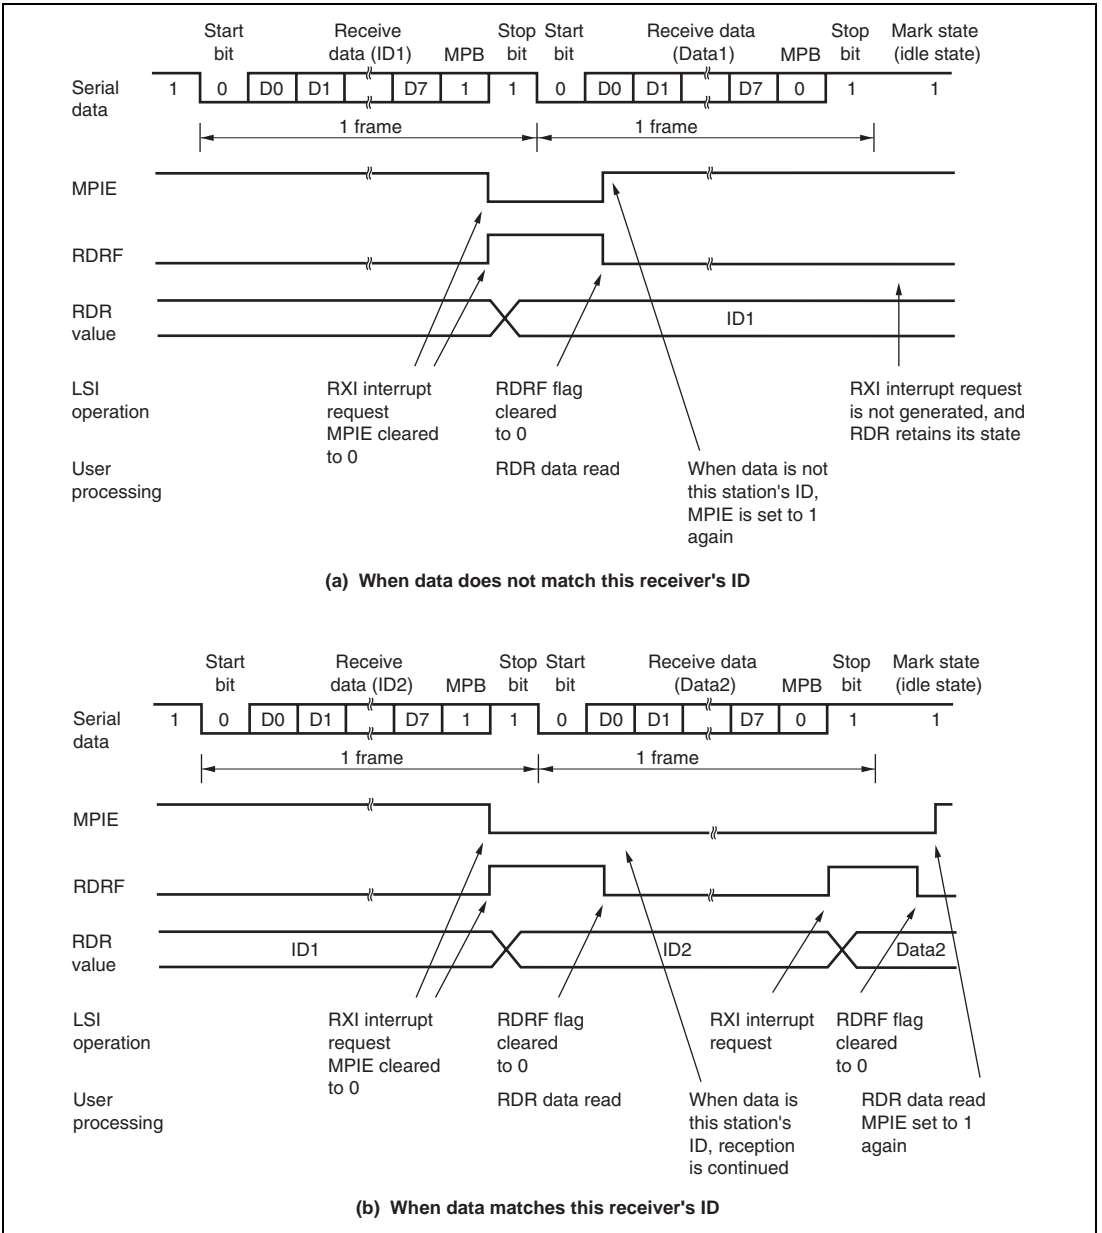 Start Receive Stop Start Receive data Stop Mark state
bit data (ID1) MPB bit bit (Data1) MPB bit (idle state)
Serial 1 0 D0 D1 D7 1 1 0 D0 D1 D7 0 1 1
data
1 frame 1 frame
MPIE
RDRF
RDR
value
ID1
LSI
operation
RXI interrupt
request
MPIE cleared
to 0
RDRF flag
cleared
to 0
RXI interrupt request
is not generated, and
RDR retains its state
User
processing
RDR data read
When data is not
this station's ID,
MPIE is set to 1
again
(a) When data does not match this receiver's ID
Start Receive Stop Start Receive data Stop Mark state
bit data (ID2) MPB bit bit (Data2) MPB bit (idle state)
Serial 1 0 D0 D1 D7 1 1 0 D0 D1 D7 0 1 1
data
1 frame 1 frame
MPIE
RDRF
RDR
value
ID1 ID2 Data2
LSI
operation
RXI interrupt
request
MPIE cleared
to 0
RDRF flag
cleared
to 0
RXI interrupt
request
RDRF flag
cleared
to 0
User
processing
RDR data read
When data is
this station's
ID, reception
is continued
RDR data read
MPIE set to 1
again
(b) When data matches this receiver's ID